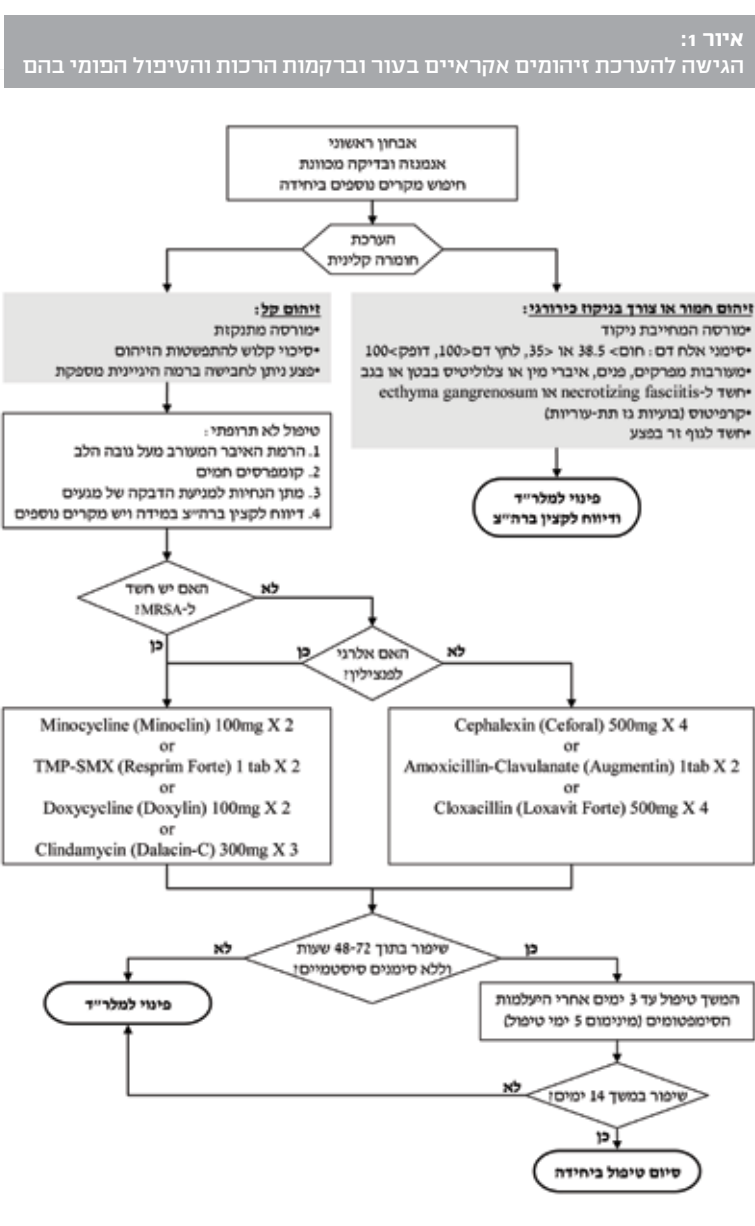 איור 1:
הגישה להערכת זיהומים אקראיים בעור וברקמות הרכות והטיפול הפומי בהם
אבחון ראשוני
אנמנזה ובדיקה מכוונת
חיפוש מקרים נוספים ביחידה
הערכת
חומרה קלינית
זיהום חמור או צורך בניקוז כירורגי:
•מורסה המחייבת ניקוד
•סימני אלח דם: חום> 38.5 או <35, לחץ דם<100, דופק>100
•מעורבות מפרקים, פנים, איברי מין או צלוליטיס בבטן או בגב
•חשד ל-necrotizing fasciitis או ecthyma gangrenosum
•קרפיטוס (בועיות גז תת-עוריות)
•חשד לגוף זר בפצע
פינוי למלר״ד
ודיווח לקצין ברה״צ
זיהום קל:
•מורסה מתנקזת
•סיכוי קלוש להתפשטות הזיהום
•פצע ניתן לחבישה ברמה היגיינית מספקת
טיפול לא תרופתי:
1. הרמת האיבר המעורב מעל גובה הלב
2. קומפרסים חמים
3. מתן הנחיות למניעת הדבקה של מגעים
4. דיווח לקצין ברה״צ במידה ויש מקרים נוספים
האם יש חשד
ל-MRSA?
לא
כן
האם אלרגי
לפנצילין?
לא
כן
Cephalexin (Ceforal) 500mg X 4
or
Amoxicillin-Clavulanate (Augmentin) 1tab X 2
or
Cloxacillin (Loxavit Forte) 500mg X 4
Minocycline (Minoclin) 100mg X 2
or
TMP-SMX (Resprim Forte) 1 tab X 2
or
Doxycycline (Doxylin) 100mg X 2
or
Clindamycin (Dalacin-C) 300mg X 3
שיפור בתוך 48-72 שעות
וללא סימנים סיסטמיים?
כן
לא
פינוי למלר״ד
המשך טיפול עד 3 ימים אחרי היעלמות
הסימפטומים (מינימום 5 ימי טיפול)
שיפור במשך 14 ימים?
לא
כן
סיום טיפול ביחידה